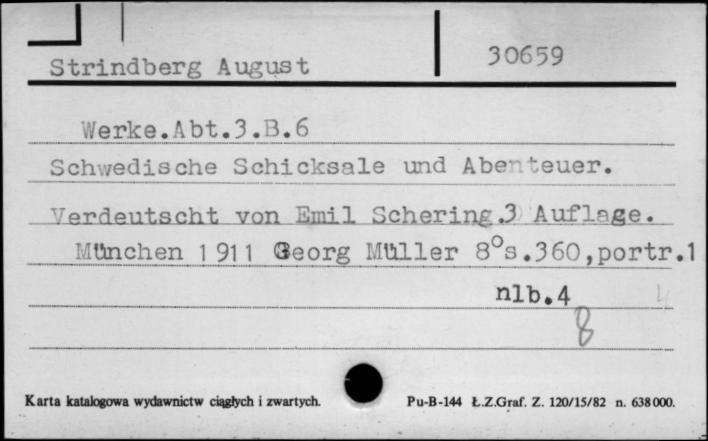 Strindberg August 30659
Werke.Abt.3.B.6
Schwedische Schicksale und Abenteuer.
Verdeutscht von Emil Schering.3 Auflage.
München 1911 Georg Müller 8°s.360,portr.1
nlb.4 4
8
Karta katalogowa wydawnictw ciągłych i zwartych. Pu-B-144 Ł.Z.Graf. Z. 120/15/82 n. 638000.